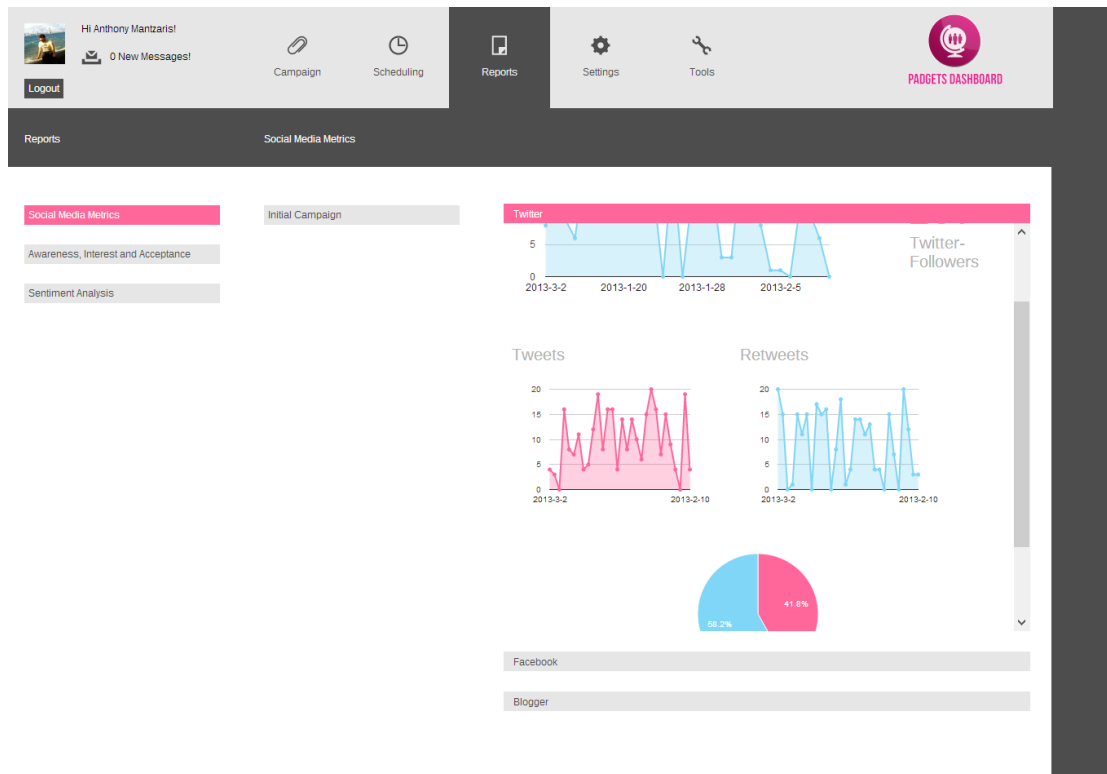 Hi Anthony Mantzaris!
0 New Messages!
Logout
Campaign
Scheduling
Reports
Settings
Tools
PADGETS DASHBOARD
Reports
Social Media Metrics
Social Media Metrics
Awareness, Interest and Acceptance
Sentiment Analysis
Initial Campaign
Twitter
5
0
2013-3-2 2013-1-20 2013-1-28 2013-2-5
Twitter-
Followers
Tweets
20
15
10
5
0
2013-3-2 2013-2-10
Retweets
20
15
10
5
0
2013-3-2 2013-2-10
41.8%
58.2%
Facebook
Blogger